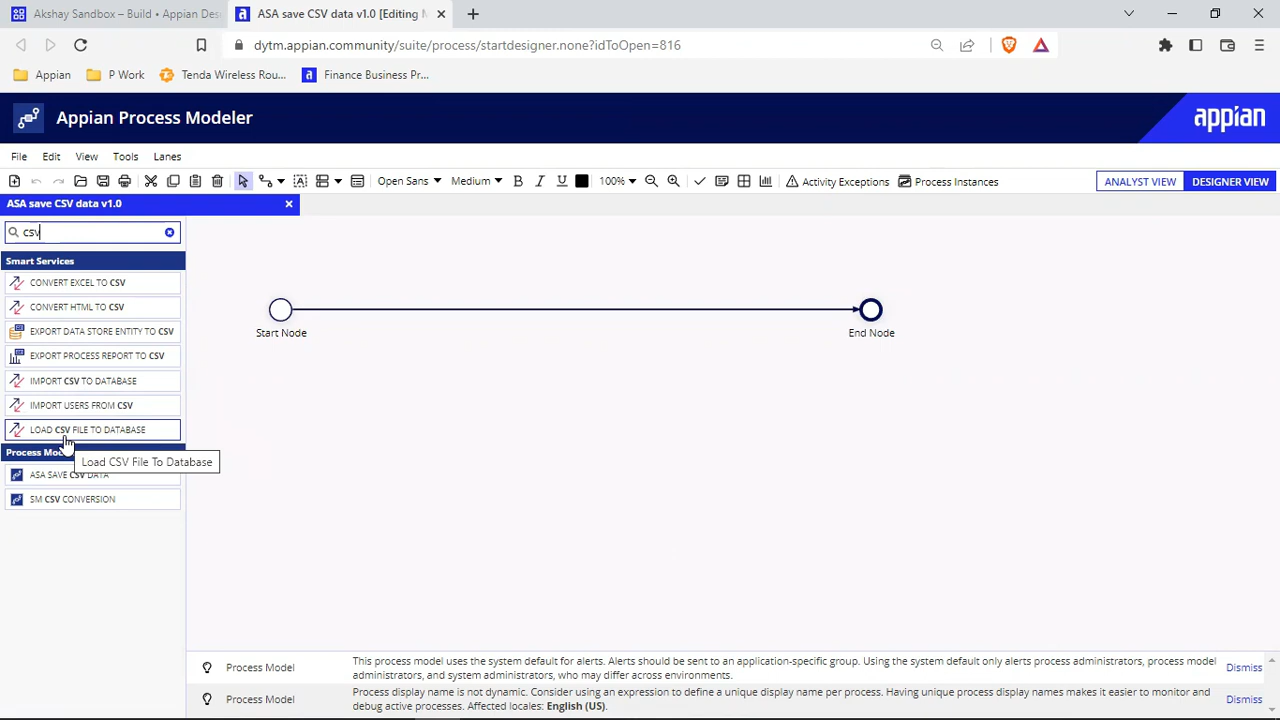 Akshay Sandbox – Build • Appian Des
ASA save CSV data v1.0 [Editing M
dytm.appian.community/suite/process/startdesigner.none?idToOpen=816
Appian
P Work
Tenda Wireless Rou...
Finance Business Pr...
Appian Process Modeler
appian
File Edit View Tools Lanes
Open Sans Medium B I U 100% Activity Exceptions Process Instances ANALYST VIEW DESIGNER VIEW
ASA save CSV data v1.0
csv
Smart Services
CONVERT EXCEL TO CSV
CONVERT HTML TO CSV
EXPORT DATA STORE ENTITY TO CSV
EXPORT PROCESS REPORT TO CSV
IMPORT CSV TO DATABASE
IMPORT USERS FROM CSV
LOAD CSV FILE TO DATABASE
Process Mo
Load CSV File To Database
ASA SAVE CSV DATA
SM CSV CONVERSION
Start Node
End Node
Process Model
This process model uses the system default for alerts. Alerts should be sent to an application-specific group. Using the system default only alerts process administrators, process model
administrators, and system administrators, who may differ across environments.
Dismiss
Process Model
Process display name is not dynamic. Consider using an expression to define a unique display name per process. Having unique process display names makes it easier to monitor and
debug active processes. Affected locales: English (US).
Dismiss